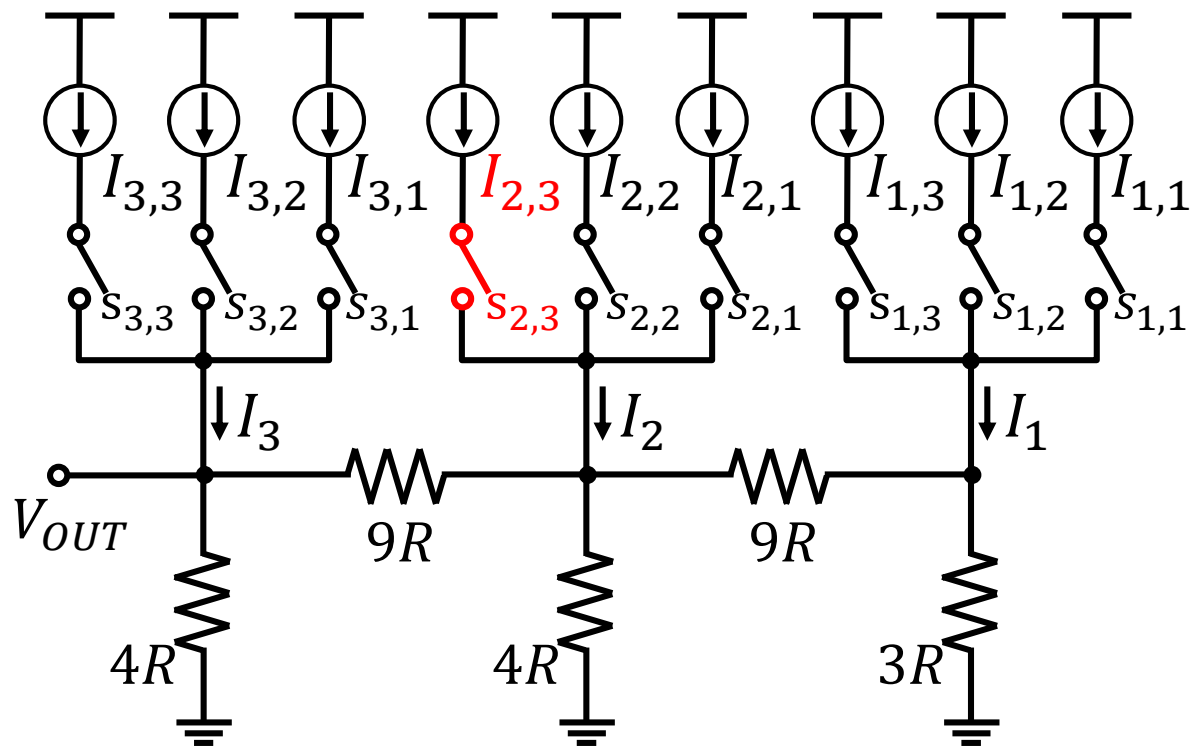 I₃,₃ I₃,₂ I₃,₁ I₂,₃ I₂,₂ I₂,₁ I₁,₃ I₁,₂ I₁,₁
s₃,₃ s₃,₂ s₃,₁ s₂,₃ s₂,₂ s₂,₁ s₁,₃ s₁,₂ s₁,₁
I₃ I₂ I₁
V_OUT 9R 9R
4R 4R 3R